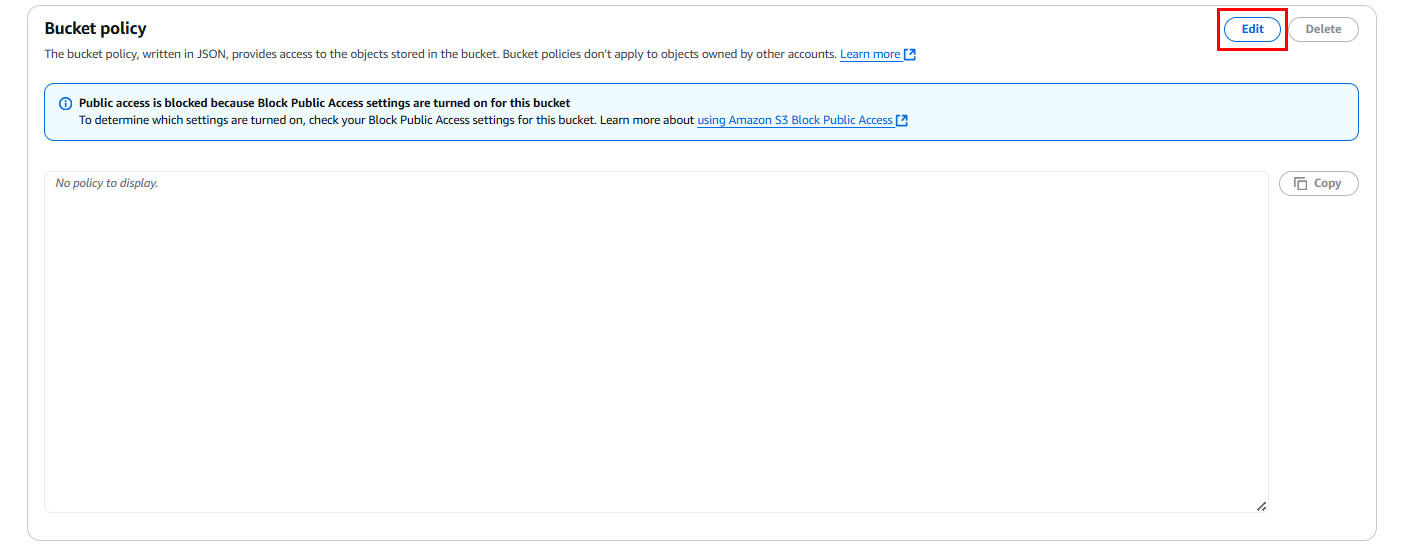 Bucket policy
Edit
Delete
The bucket policy, written in JSON, provides access to the objects stored in the bucket. Bucket policies don't apply to objects owned by other accounts. Learn more
Public access is blocked because Block Public Access settings are turned on for this bucket
To determine which settings are turned on, check your Block Public Access settings for this bucket. Learn more about using Amazon S3 Block Public Access
No policy to display.
Copy